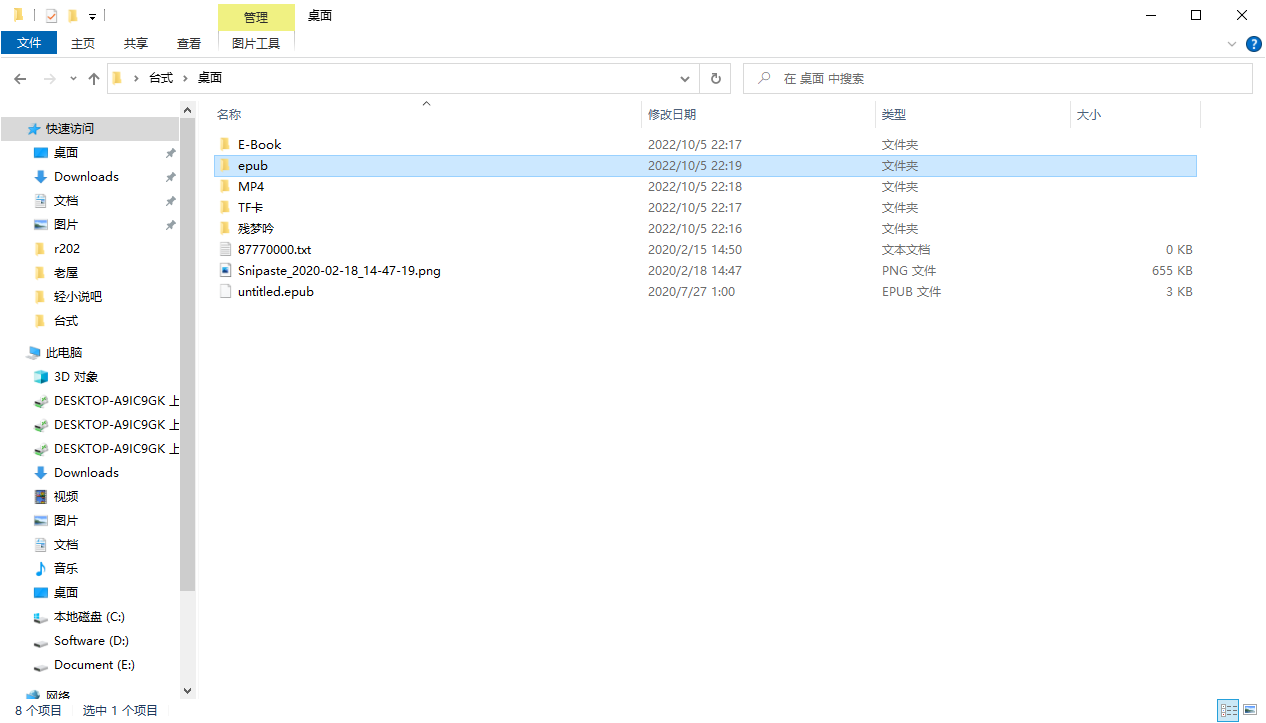 管理
桌面
文件
主页
共享
查看
图片工具
台式
桌面
在 桌面 中搜索
快速访问
桌面
Downloads
文档
图片
r202
老屋
轻小说吧
台式
此电脑
3D 对象
DESKTOP-A9IC9GK 上
DESKTOP-A9IC9GK 上
DESKTOP-A9IC9GK 上
Downloads
视频
图片
文档
音乐
桌面
本地磁盘 (C:)
Software (D:)
Document (E:)
网络
名称 修改日期 类型 大小
E-Book 2022/10/5 22:17 文件夹
epub 2022/10/5 22:19 文件夹
MP4 2022/10/5 22:18 文件夹
TF卡 2022/10/5 22:17 文件夹
残梦吟 2022/10/5 22:16 文件夹
87770000.txt 2020/2/15 14:50 文本文档 0 KB
Snipaste_2020-02-18_14-47-19.png 2020/2/18 14:47 PNG 文件 655 KB
untitled.epub 2020/7/27 1:00 EPUB 文件 3 KB
8 个项目 选中 1 个项目